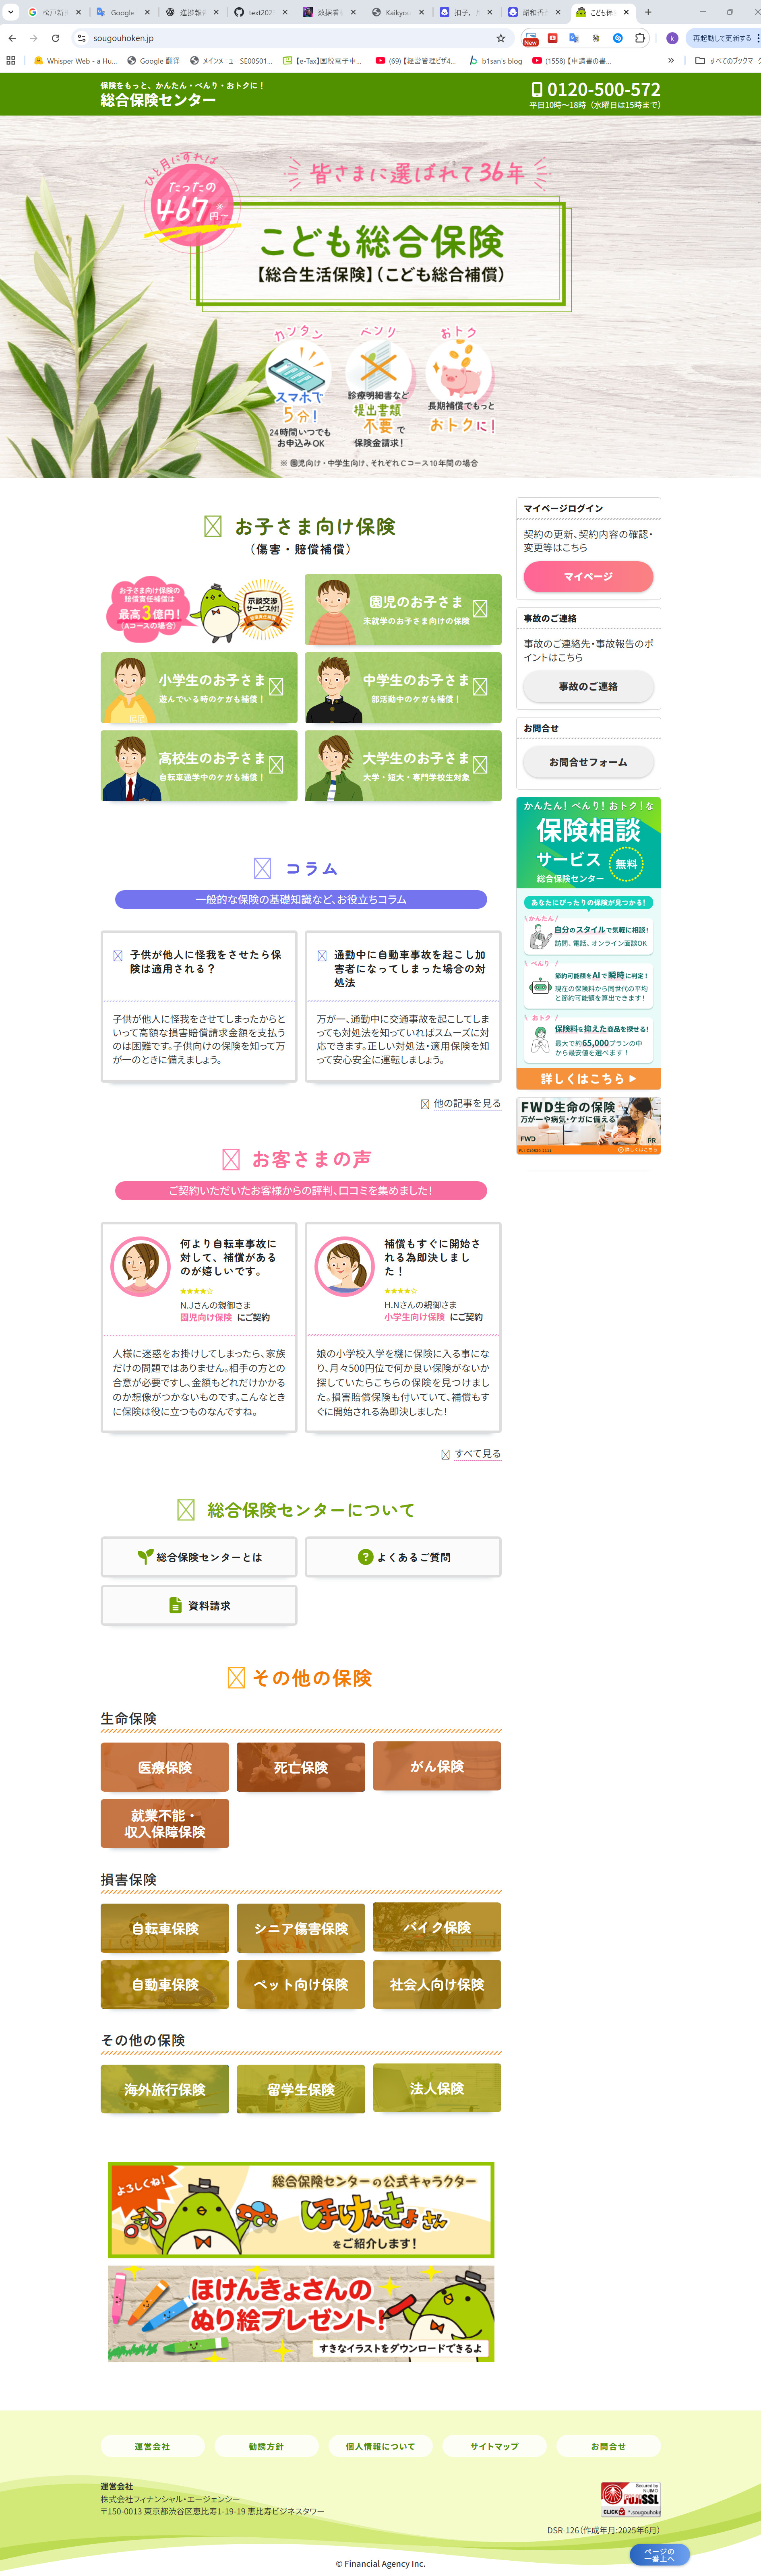 松戸新
Google
進捗報
text202
数据看
Kaikyou
扣子,
こども保
sougouhoken.jp
New
k
再起動して更新する
Whisper Web - a Hu...
Google 翻译
メインメニュー SE00S01...
【e-Tax】国税電子申...
(69) 【経営管理ビザ4...
b1san's blog
(1558) 【申請書の書...
すべてのブックマーク
保険をもっと、かんたん・べんり・おトクに！
総合保険センター
0120-500-572
平日10時～18時（水曜日は15時まで）
ひと月にすれば
たったの
467円～
※
皆さまに選ばれて36年
こども総合保険
【総合生活保険】（こども総合補償）
カンタン
スマホで
5分！
24時間いつでも
お申込みOK
ベンリ
診療明細書など
提出書類
不要で
保険金請求！
おトク
長期補償でもっと
おトクに！
※ 園児向け・中学生向け、それぞれＣコース10年間の場合
お子さま向け保険
（傷害・賠償補償）
お子さま向け保険の
賠償責任補償は
最高3億円！
（Aコースの場合）
示談交渉
サービス付！
園児のお子さま
未就学のお子さま向けの保険
小学生のお子さま
遊んでいる時のケガも補償！
中学生のお子さま
部活動中のケガも補償！
高校生のお子さま
自転車通学中のケガも補償！
大学生のお子さま
大学・短大・専門学校生対象
コラム
一般的な保険の基礎知識など、お役立ちコラム
子供が他人に怪我をさせたら保
険は適用される？
子供が他人に怪我をさせてしまったからと
いって高額な損害賠償請求金額を支払う
のは困難です。子供向けの保険を知って万
が一のときに備えましょう。
通勤中に自動車事故を起こし加
害者になってしまった場合の対
処法
万が一、通勤中に交通事故を起こしてしま
っても対処法を知っていればスムーズに対
応できます。正しい対処法・適用保険を知
って安心安全に運転しましょう。
他の記事を見る
お客さまの声
ご契約いただいたお客様からの評判、口コミを集めました！
何より自転車事故に
対して、補償がある
のが嬉しいです。
★★★★☆
N.Jさんの親御さま
園児向け保険 にご契約
人様に迷惑をお掛けしてしまったら、家族
だけの問題ではありません。相手の方との
合意が必要ですし、金額もどれだけかかる
のか想像がつかないものです。こんなとき
に保険は役に立つものなんですね。
補償もすぐに開始さ
れる為即決しまし
た！
★★★★☆
H.Nさんの親御さま
小学生向け保険 にご契約
娘の小学校入学を機に保険に入る事にな
り、月々500円位で何か良い保険がないか
探していたらこちらの保険を見つけまし
た。損害賠償保険も付いていて、補償もす
ぐに開始される為即決しました！
すべて見る
総合保険センターについて
総合保険センターとは
よくあるご質問
資料請求
その他の保険
生命保険
医療保険
死亡保険
がん保険
就業不能・
収入保障保険
損害保険
自転車保険
シニア傷害保険
バイク保険
自動車保険
ペット向け保険
社会人向け保険
その他の保険
海外旅行保険
留学生保険
法人保険
よろしくね！
総合保険センターの公式キャラクター
ほけんきょさん
をご紹介します！
ほけんきょさんの
ぬり絵プレゼント！
すきなイラストをダウンロードできるよ
マイページログイン
契約の更新、契約内容の確認・
変更等はこちら
マイページ
事故のご連絡
事故のご連絡先・事故報告のポ
イントはこちら
事故のご連絡
お問合せ
お問合せフォーム
かんたん！べんり！おトク！な
保険相談
サービス
無料
総合保険センター
あなたにぴったりの保険が見つかる！
かんたん
自分のスタイルで気軽に相談！
訪問、電話、オンライン面談OK
べんり
節約可能額をAIで瞬時に判定！
現在の保険料から同世代の平均
と節約可能額を算出できます！
おトク
保険料を抑えた商品を探せる！
最大で約65,000プランの中
から最安値を選べます！
詳しくはこちら▶
FWD生命の保険
万が一や病気・ケガに備える
FWD
PR
詳しくはこちら
運営会社
勧誘方針
個人情報について
サイトマップ
お問合せ
運営会社
株式会社フィナンシャル・エージェンシー
〒150-0013 東京都渋谷区恵比寿1-19-19 恵比寿ビジネスタワー
Secured by
NIJIMO
FUJISSL
CLICK
*.sougouhoke
DSR-126（作成年月:2025年6月）
ページの
一番上へ
© Financial Agency Inc.